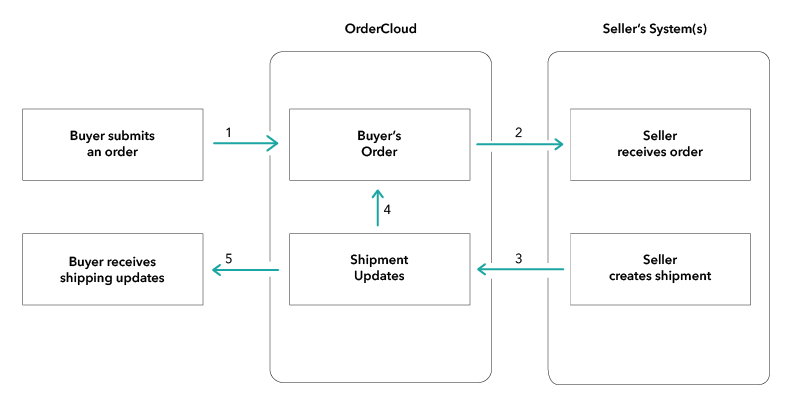 OrderCloud
Seller's System(s)
Buyer submits
an order
1
Buyer's
Order
2
Seller
receives order
4
Buyer receives
shipping updates
5
Shipment
Updates
3
Seller
creates shipment